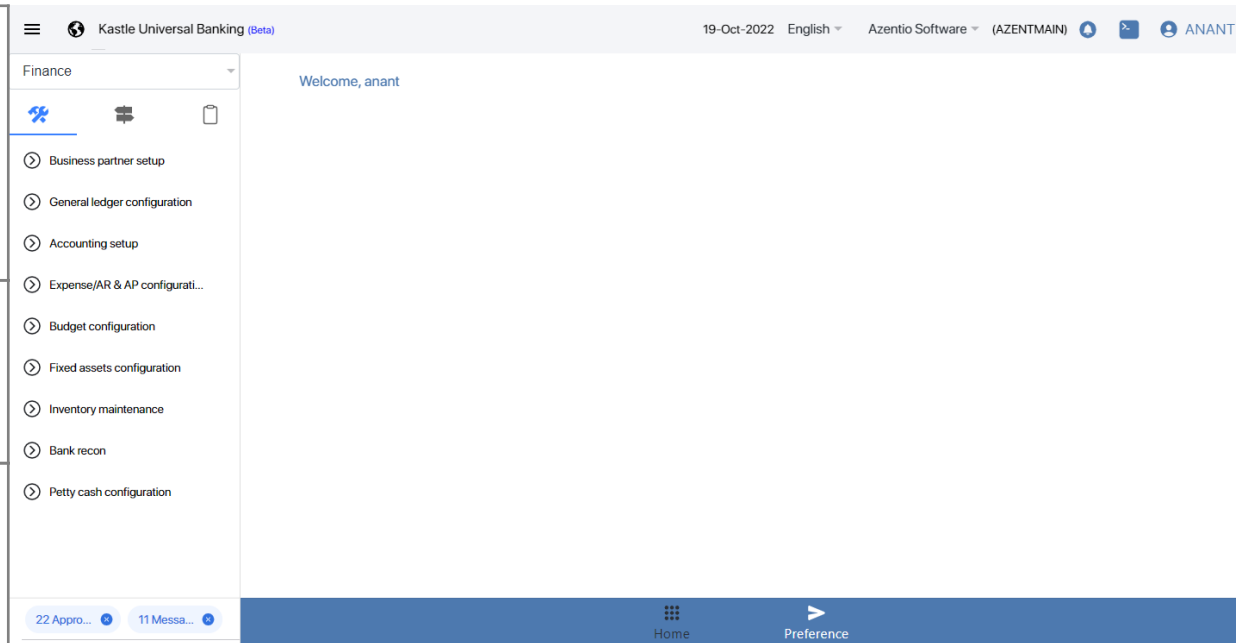 Kastle Universal Banking (Beta) 19-Oct-2022 English Azentio Software (AZENTMAIN) ANANT
Finance
Welcome, anant
Business partner setup
General ledger configuration
Accounting setup
Expense/AR & AP configurati...
Budget configuration
Fixed assets configuration
Inventory maintenance
Bank recon
Petty cash configuration
22 Appro... 11 Messa...
Home Preference